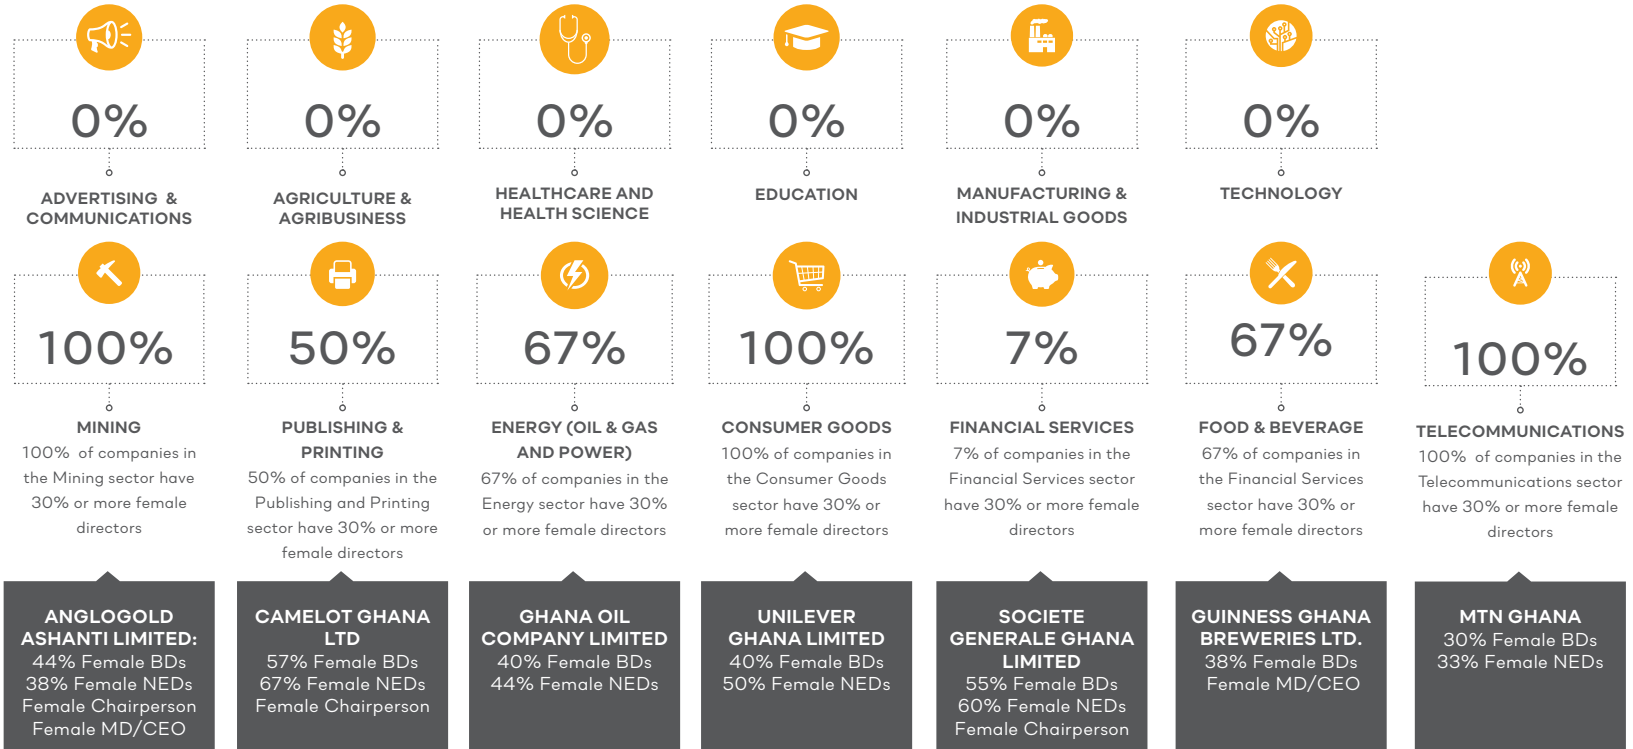 0%
ADVERTISING &
COMMUNICATIONS
0%
AGRICULTURE &
AGRIBUSINESS
0%
HEALTHCARE AND
HEALTH SCIENCE
0%
EDUCATION
0%
MANUFACTURING &
INDUSTRIAL GOODS
0%
TECHNOLOGY
100%
MINING
100% of companies in
the Mining sector have
30% or more female
directors
ANGLOGOLD
ASHANTI LIMITED:
44% Female BDs
38% Female NEDs
Female Chairperson
Female MD/CEO
50%
PUBLISHING &
PRINTING
50% of companies in the
Publishing and Printing
sector have 30% or more
female directors
CAMELOT GHANA
LTD
57% Female BDs
67% Female NEDs
Female Chairperson
67%
ENERGY (OIL & GAS
AND POWER)
67% of companies in the
Energy sector have 30%
or more female directors
GHANA OIL
COMPANY LIMITED
40% Female BDs
44% Female NEDs
100%
CONSUMER GOODS
100% of companies in
the Consumer Goods
sector have 30% or
more female directors
UNILEVER
GHANA LIMITED
40% Female BDs
50% Female NEDs
7%
FINANCIAL SERVICES
7% of companies in the
Financial Services sector
have 30% or more female
directors
SOCIETE
GENERALE GHANA
LIMITED
55% Female BDs
60% Female NEDs
Female Chairperson
67%
FOOD & BEVERAGE
67% of companies in
the Financial Services
sector have 30% or
more female directors
GUINNESS GHANA
BREWERIES LTD.
38% Female BDs
Female MD/CEO
100%
TELECOMMUNICATIONS
100% of companies in the
Telecommunications sector
have 30% or more female
directors
MTN GHANA
30% Female BDs
33% Female NEDs